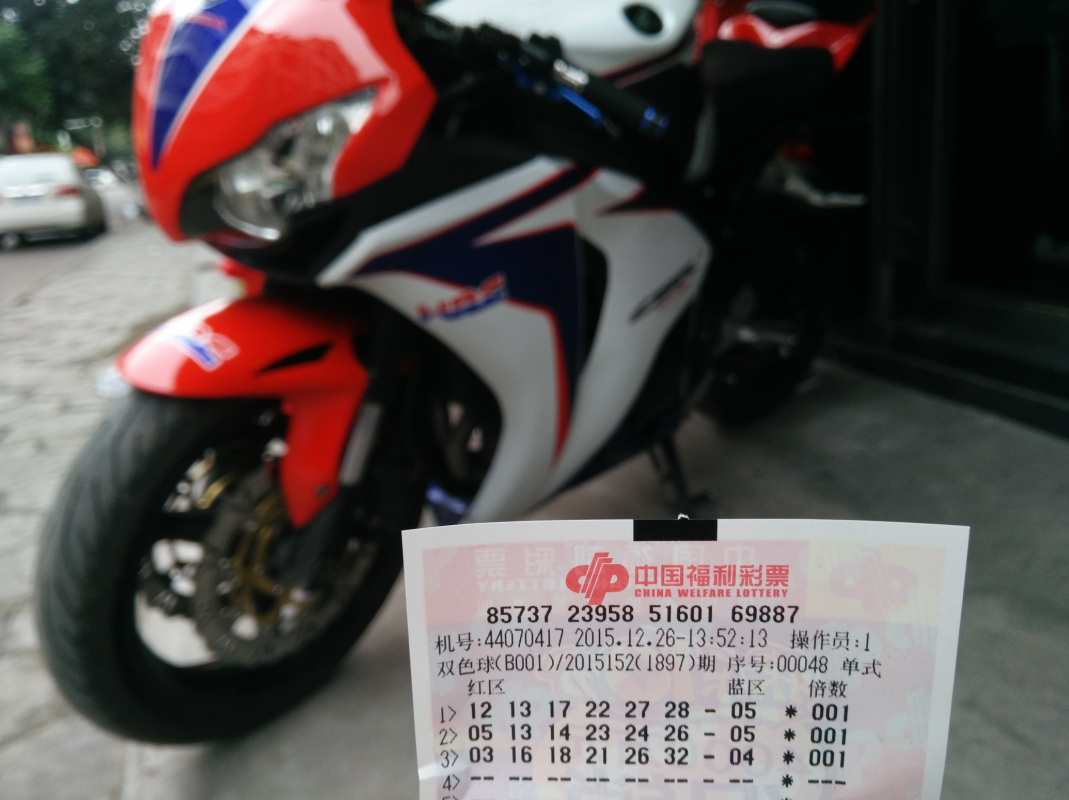 HRC
中国福利彩票
CHINA WELFARE LOTTERY
85737 23958 51601 69887
机号:44070417 2015.12.26-13:52:13 操作员:1
双色球(B001)/2015152(1897)期 序号:00048 单式
红区 蓝区 倍数
1> 12 13 17 22 27 28 - 05 * 001
2> 05 13 14 23 24 26 - 05 * 001
3> 03 16 18 21 26 32 - 04 * 001
4> -- -- -- -- -- -- - -- * ---